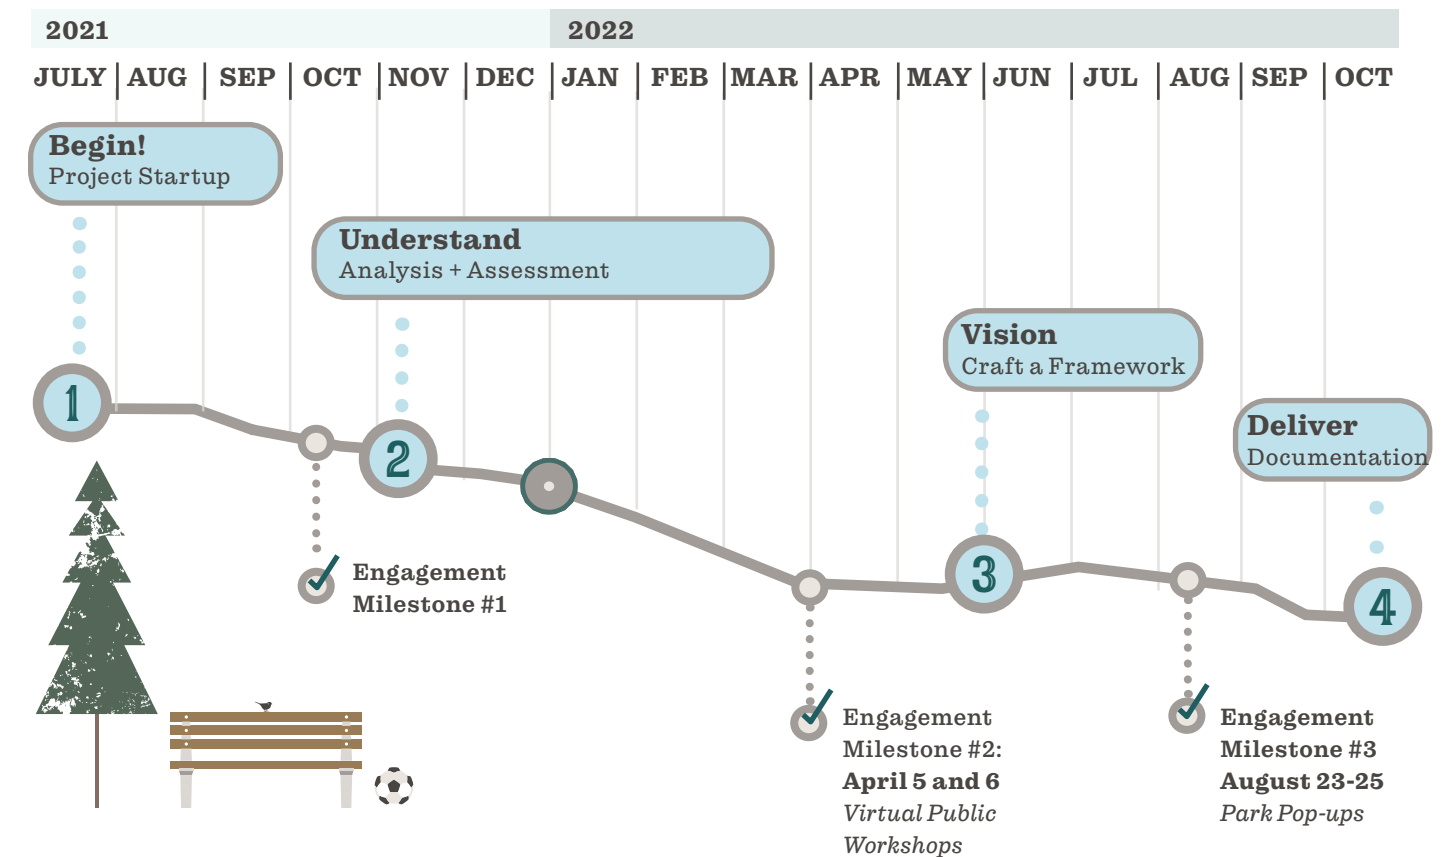 2021 2022
JULY AUG SEP OCT NOV DEC JAN FEB MAR APR MAY JUN JUL AUG SEP OCT
Begin!
Project Startup
Understand
Analysis + Assessment
Vision
Craft a Framework
Deliver
Documentation
1
2
3
4
Engagement
Milestone #1
Engagement
Milestone #2:
April 5 and 6
Virtual Public
Workshops
Engagement
Milestone #3
August 23-25
Park Pop-ups